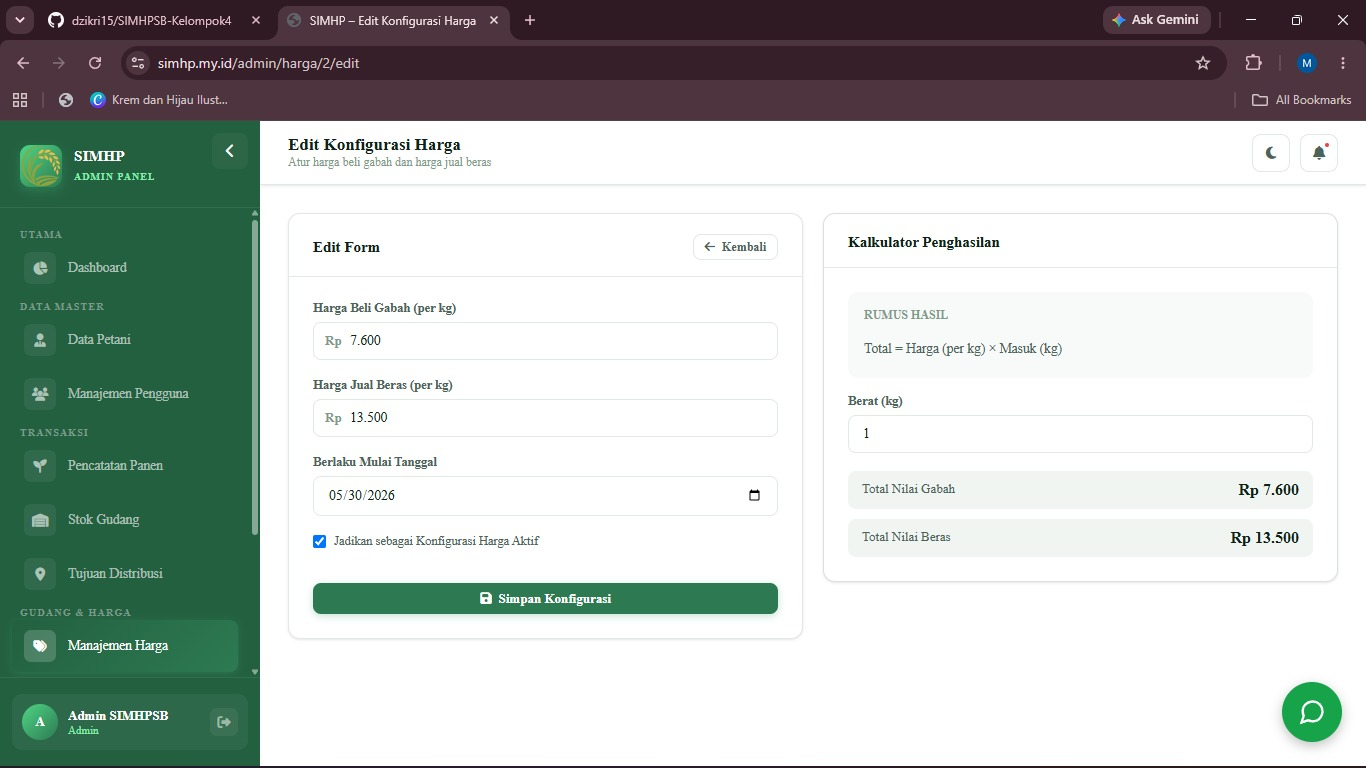 dzikri15/SIMHPSB-Kelompok4
SIMHP – Edit Konfigurasi Harga
Ask Gemini
simhp.my.id/admin/harga/2/edit
M
Krem dan Hijau Ilust...
All Bookmarks
SIMHP
ADMIN PANEL
UTAMA
Dashboard
DATA MASTER
Data Petani
Manajemen Pengguna
TRANSAKSI
Pencatatan Panen
Stok Gudang
Tujuan Distribusi
GUDANG & HARGA
Manajemen Harga
A
Admin SIMHPSB
Admin
Edit Konfigurasi Harga
Atur harga beli gabah dan harga jual beras
Edit Form
Kembali
Harga Beli Gabah (per kg)
Rp 7.600
Harga Jual Beras (per kg)
Rp 13.500
Berlaku Mulai Tanggal
05/30/2026
Jadikan sebagai Konfigurasi Harga Aktif
Simpan Konfigurasi
Kalkulator Penghasilan
RUMUS HASIL
Total = Harga (per kg) × Masuk (kg)
Berat (kg)
1
Total Nilai Gabah Rp 7.600
Total Nilai Beras Rp 13.500